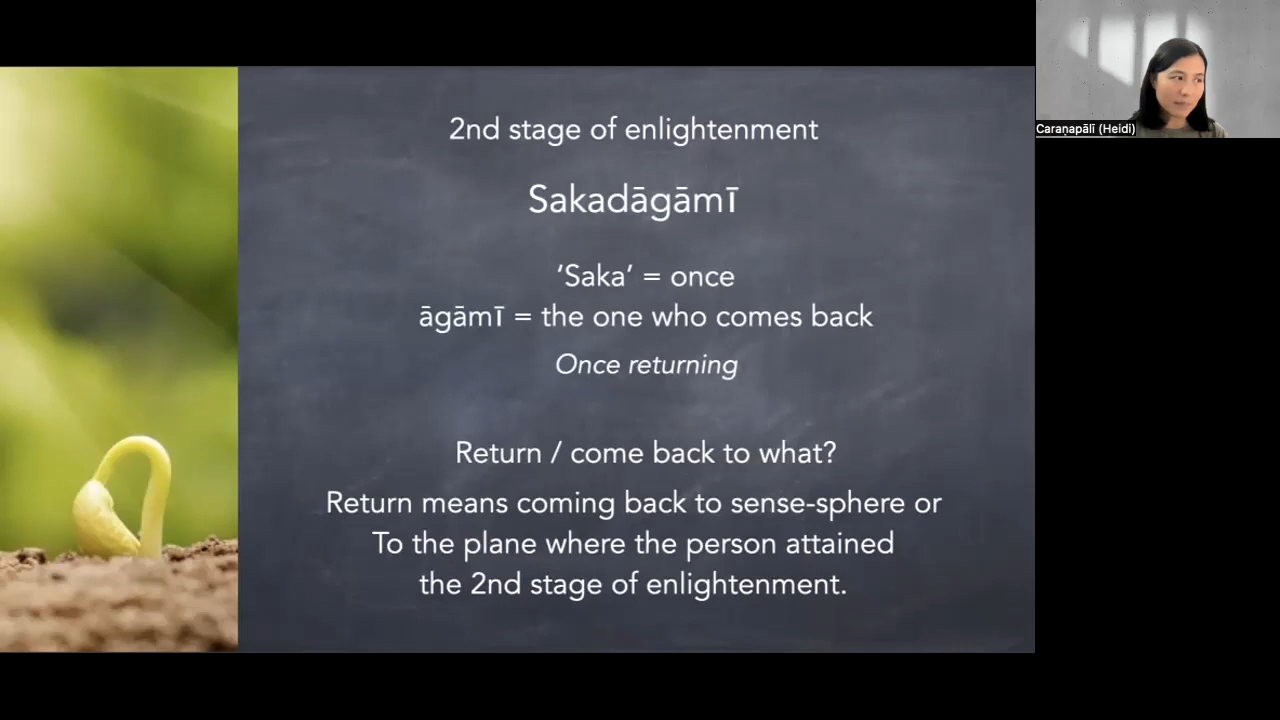 2nd stage of enlightenment
Sakadāgāmī
‘Saka’ = once
āgāmī = the one who comes back
Once returning
Return / come back to what?
Return means coming back to sense-sphere or
To the plane where the person attained
the 2nd stage of enlightenment.
Caraṇapālī (Heidi)